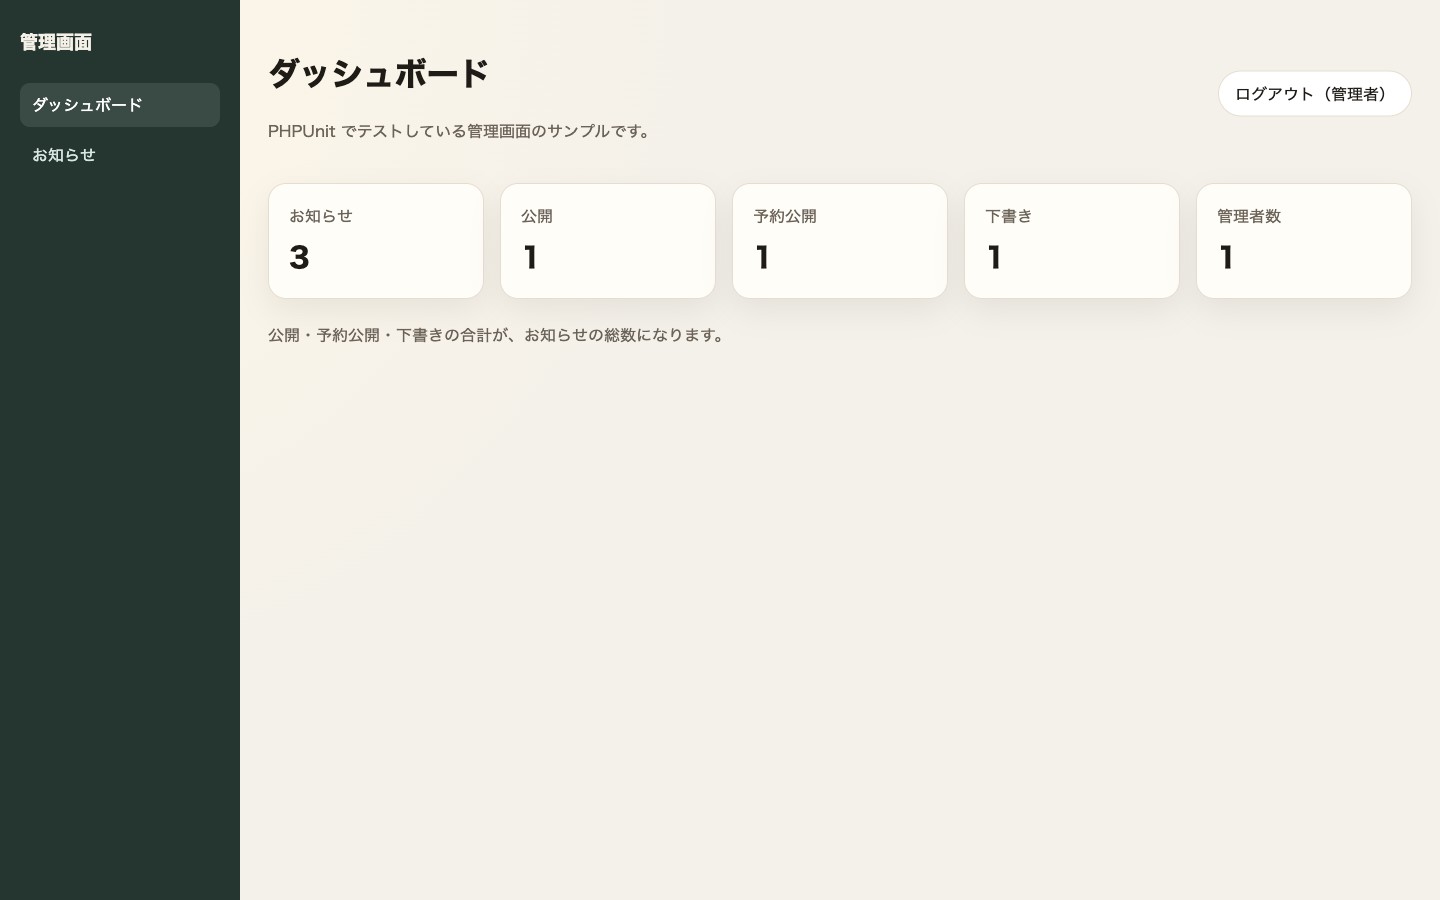 管理画面
ダッシュボード
お知らせ
ダッシュボード
PHPUnit でテストしている管理画面のサンプルです。
ログアウト（管理者）
お知らせ
3
公開
1
予約公開
1
下書き
1
管理者数
1
公開・予約公開・下書きの合計が、お知らせの総数になります。